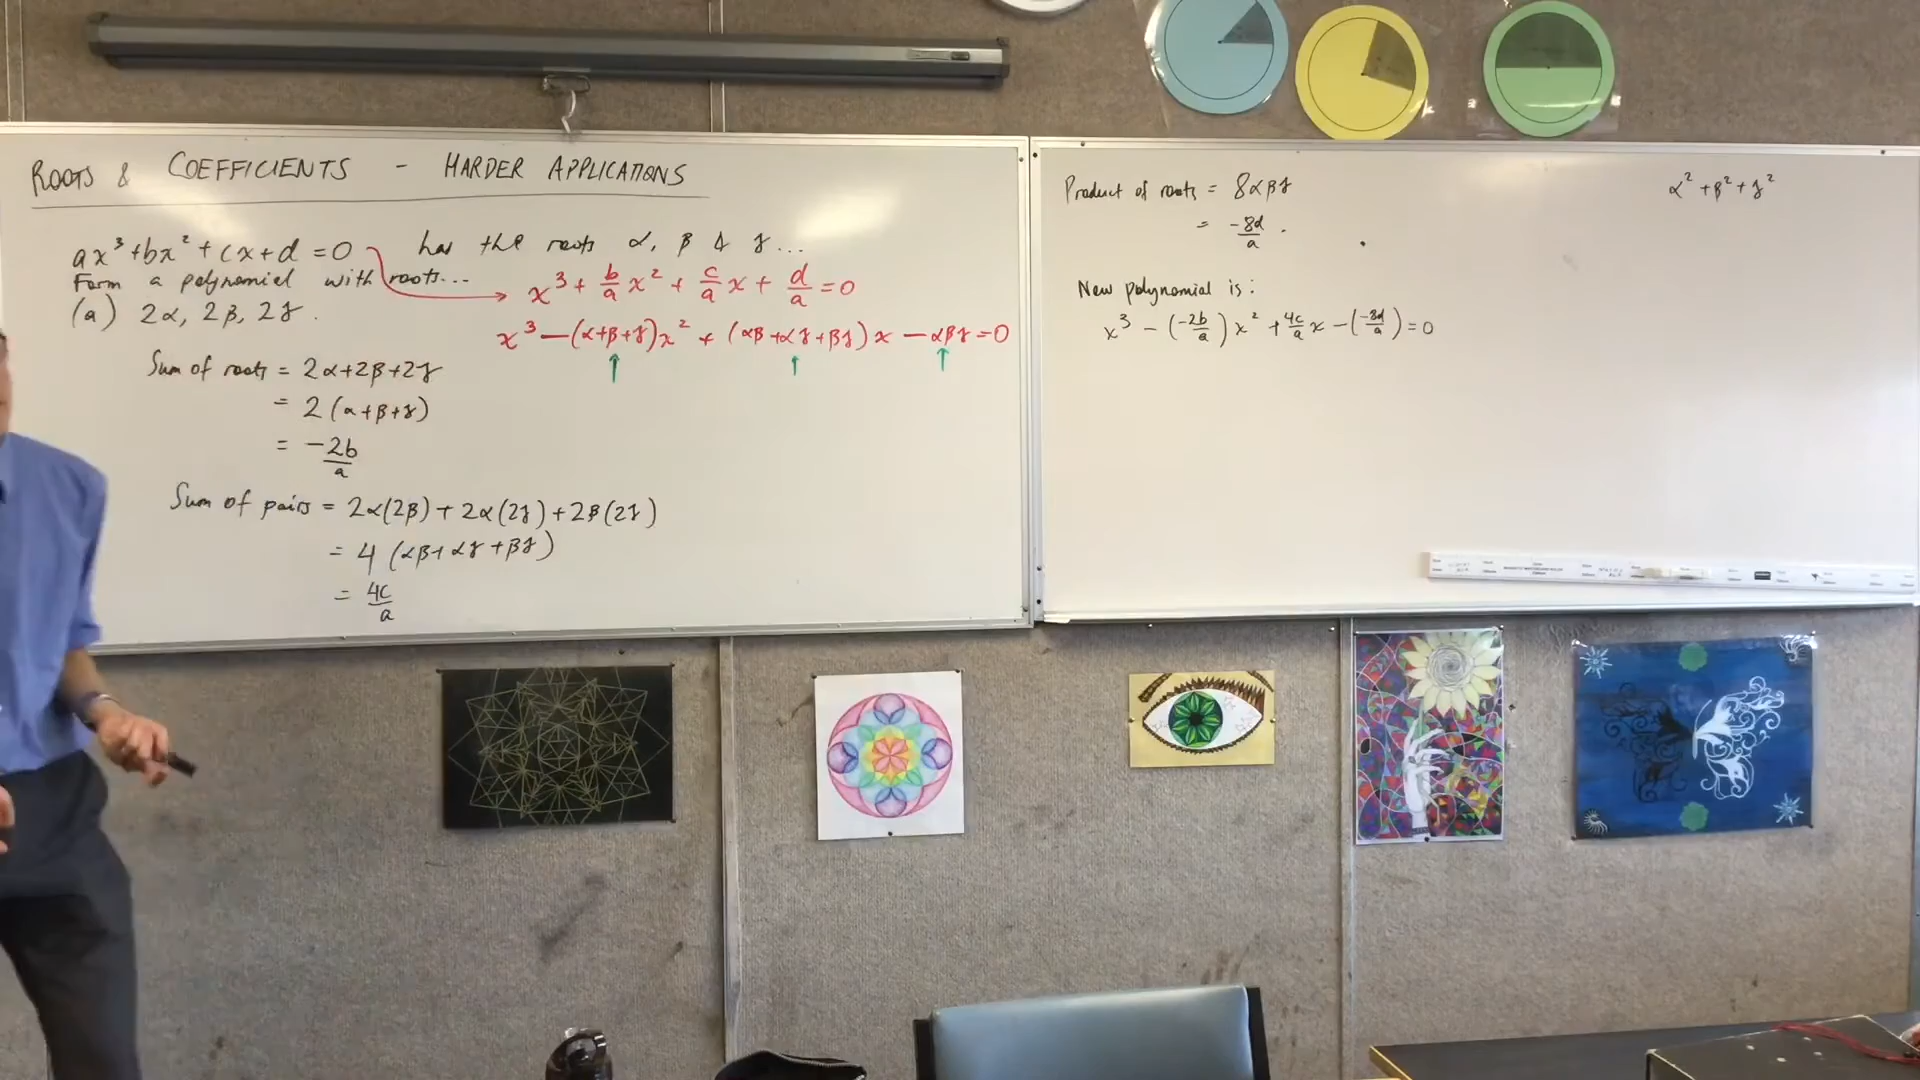 ROOTS & COEFFICIENTS - HARDER APPLICATIONS
ax³+bx²+cx+d=0 has the roots α, β & γ...
Form a polynomial with roots...
x³ + b/a x² + c/a x + d/a = 0
(a) 2α, 2β, 2γ.
x³ — (α+β+γ)x² + (αβ+αγ+βγ)x — αβγ = 0
Sum of roots = 2α+2β+2γ
= 2(α+β+γ)
= -2b/a
Sum of pairs = 2α(2β) + 2α(2γ) + 2β(2γ)
= 4 (αβ+αγ+βγ)
= 4c/a
Product of roots = 8αβγ
= -8d/a.
New polynomial is:
x³ - (-2b/a) x² + 4c/a x - (-8d/a) = 0
α² + β² + γ²